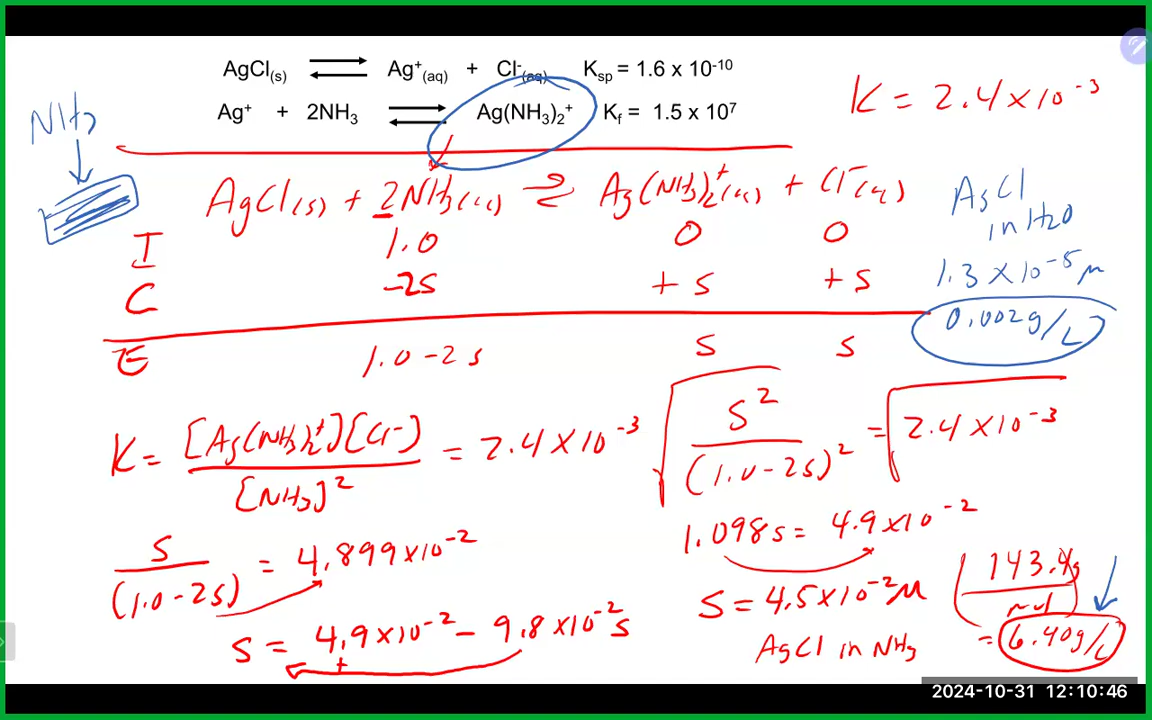 AgCl(s) ⇌ Ag⁺(aq) + Cl⁻(aq) Ksp = 1.6 x 10⁻¹⁰
Ag⁺ + 2NH₃ ⇌ Ag(NH₃)₂⁺ Kf = 1.5 x 10⁷
K = 2.4 x 10⁻³
NH₃
AgCl(s) + 2NH₃(aq) ⇌ Ag(NH₃)₂⁺(aq) + Cl⁻(aq)
I 1.0 0 0
C -2s + s + s
E 1.0 - 2s s s
AgCl
in H₂O
1.3 x 10⁻⁵ M
0.002g/L
K = [Ag(NH₃)₂⁺][Cl⁻] / [NH₃]² = 2.4 x 10⁻³
√(s² / (1.0 - 2s)²) = √(2.4 x 10⁻³)
s / (1.0 - 2s) = 4.899 x 10⁻²
1.098s = 4.9 x 10⁻²
s = 4.9 x 10⁻² - 9.8 x 10⁻² s
+
s = 4.5 x 10⁻² M
AgCl in NH₃
143.4g / mol
= 6.40g/L
2024-10-31 12:10:46